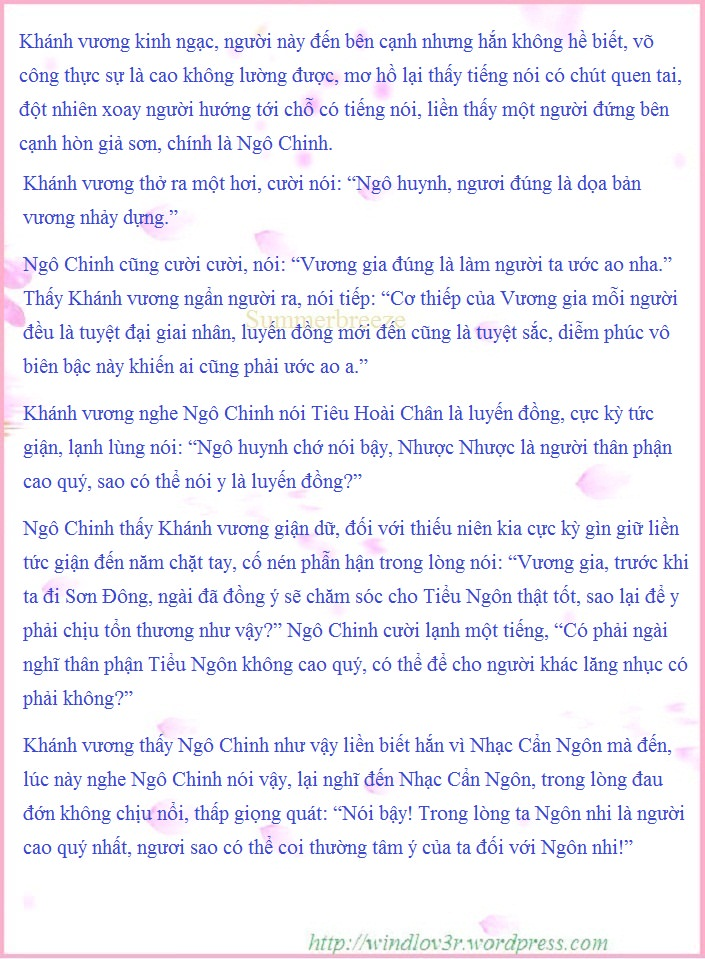 Khánh vương kinh ngạc, người này đến bên cạnh nhưng hắn không hề biết, võ
công thực sự là cao không lường được, mơ hồ lại thấy tiếng nói có chút quen tai,
đột nhiên xoay người hướng tới chỗ có tiếng nói, liền thấy một người đứng bên
cạnh hòn giả sơn, chính là Ngô Chinh.
Khánh vương thở ra một hơi, cười nói: “Ngô huynh, ngươi đúng là dọa bản
vương nhảy dựng.”
Ngô Chinh cũng cười cười, nói: “Vương gia đúng là làm người ta ước ao nha.”
Thấy Khánh vương ngẩn người ra, nói tiếp: “Cơ thiếp của Vương gia mỗi người
Summerbreeze
đều là tuyệt đại giai nhân, luyến đồng mới đến cũng là tuyệt sắc, diễm phúc vô
biên bậc này khiến ai cũng phải ước ao a.”
Khánh vương nghe Ngô Chinh nói Tiêu Hoài Chân là luyến đồng, cực kỳ tức
giận, lạnh lùng nói: “Ngô huynh chớ nói bậy, Nhược Nhược là người thân phận
cao quý, sao có thể nói y là luyến đồng?”
Ngô Chinh thấy Khánh vương giận dữ, đối với thiếu niên kia cực kỳ gìn giữ liền
tức giận đến năm chặt tay, cố nén phẫn hận trong lòng nói: “Vương gia, trước khi
ta đi Sơn Đông, ngài đã đồng ý sẽ chăm sóc cho Tiểu Ngôn thật tốt, sao lại để y
phải chịu tổn thương như vậy?” Ngô Chinh cười lạnh một tiếng, “Có phải ngài
nghĩ thân phận Tiểu Ngôn không cao quý, có thể để cho người khác lăng nhục có
phải không?”
Khánh vương thấy Ngô Chinh như vậy liền biết hắn vì Nhạc Cẩn Ngôn mà đến,
lúc này nghe Ngô Chinh nói vậy, lại nghĩ đến Nhạc Cẩn Ngôn, trong lòng đau
đớn không chịu nổi, thấp giọng quát: “Nói bậy! Trong lòng ta Ngôn nhi là người
cao quý nhất, ngươi sao có thể coi thường tâm ý của ta đối với Ngôn nhi!”
http://windlov3r.wordpress.com